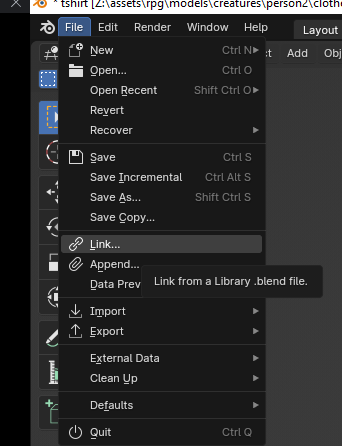 * tshirt [Z:\assets\rpg\models\creatures\person2\clothe
File Edit Render Window Help Layout
Add Obj
New Ctrl N
Open... Ctrl O
Open Recent Shift Ctrl O
Revert
Recover
Save Ctrl S
Save Incremental Ctrl Alt S
Save As... Shift Ctrl S
Save Copy...
Link...
Append...
Link from a Library .blend file.
Data Prev
Import
Export
External Data
Clean Up
Defaults
Quit Ctrl Q